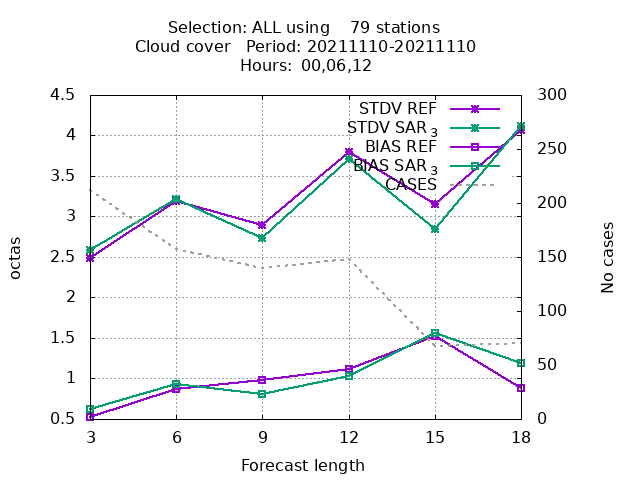 Selection: ALL using    79 stations
Cloud cover   Period: 20211110-20211110
Hours:  00,06,12
4.5
4
3.5
3
2.5
2
1.5
1
0.5
300
250
200
150
100
50
0
octas
No cases
STDV REF
STDV SAR 3
BIAS REF
BIAS SAR 3
CASES
3 6 9 12 15 18
Forecast length